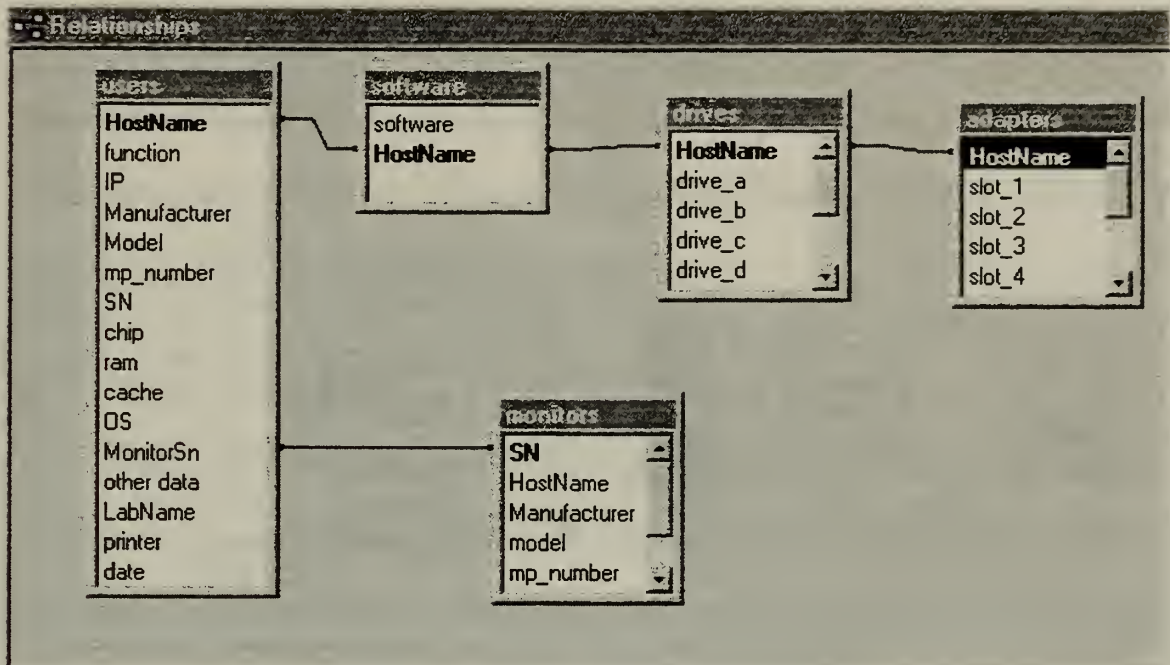 Relationships
users
HostName
function
IP
Manufacturer
Model
mp_number
SN
chip
ram
cache
OS
MonitorSn
other data
LabName
printer
date
software
software
HostName
drives
HostName
drive_a
drive_b
drive_c
drive_d
adapters
HostName
slot_1
slot_2
slot_3
slot_4
monitors
SN
HostName
Manufacturer
model
mp_number